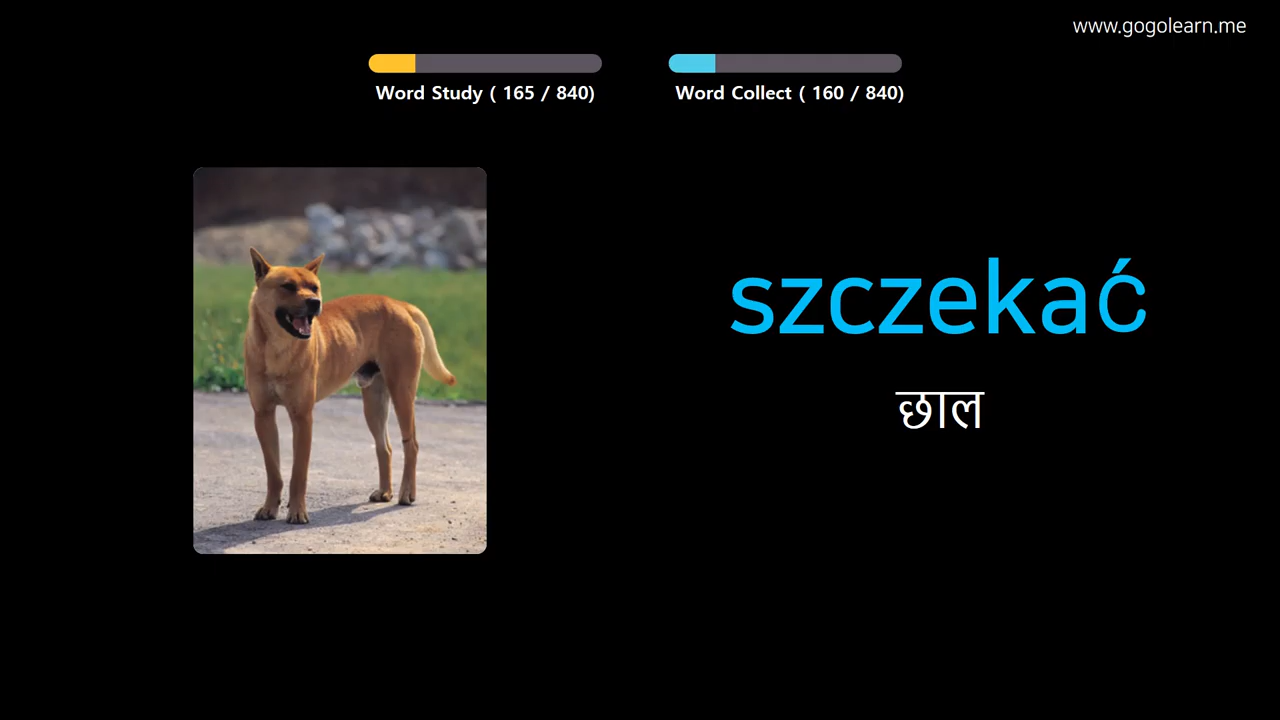 www.gogolearn.me
Word Study ( 165 / 840)
Word Collect ( 160 / 840)
szczekać
छाल